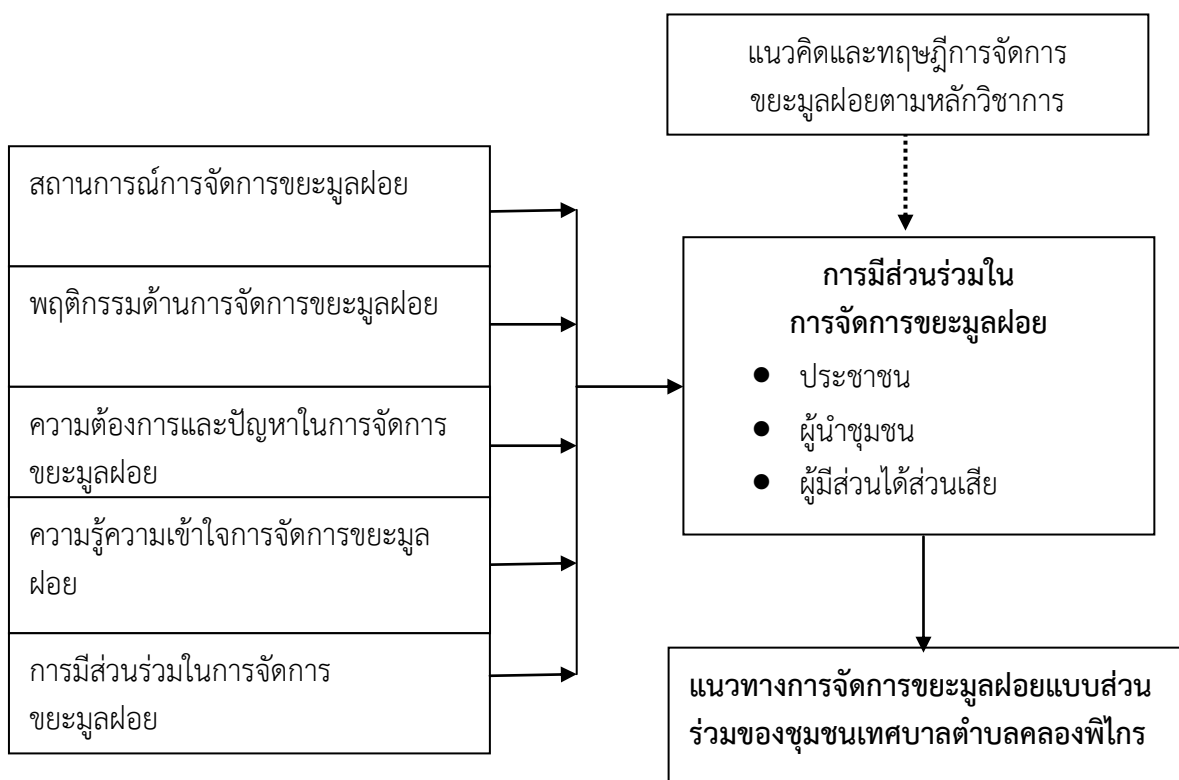 แนวคิดและทฤษฎีการจัดการ
ขยะมูลฝอยตามหลักวิชาการ
สถานการณ์การจัดการขยะมูลฝอย
พฤติกรรมด้านการจัดการขยะมูลฝอย
ความต้องการและปัญหาในการจัดการ
ขยะมูลฝอย
ความรู้ความเข้าใจการจัดการขยะมูล
ฝอย
การมีส่วนร่วมในการจัดการ
ขยะมูลฝอย
การมีส่วนร่วมใน
การจัดการขยะมูลฝอย
● ประชาชน
● ผู้นำชุมชน
● ผู้มีส่วนได้ส่วนเสีย
แนวทางการจัดการขยะมูลฝอยแบบส่วน
ร่วมของชุมชนเทศบาลตำบลคลองพิไกร